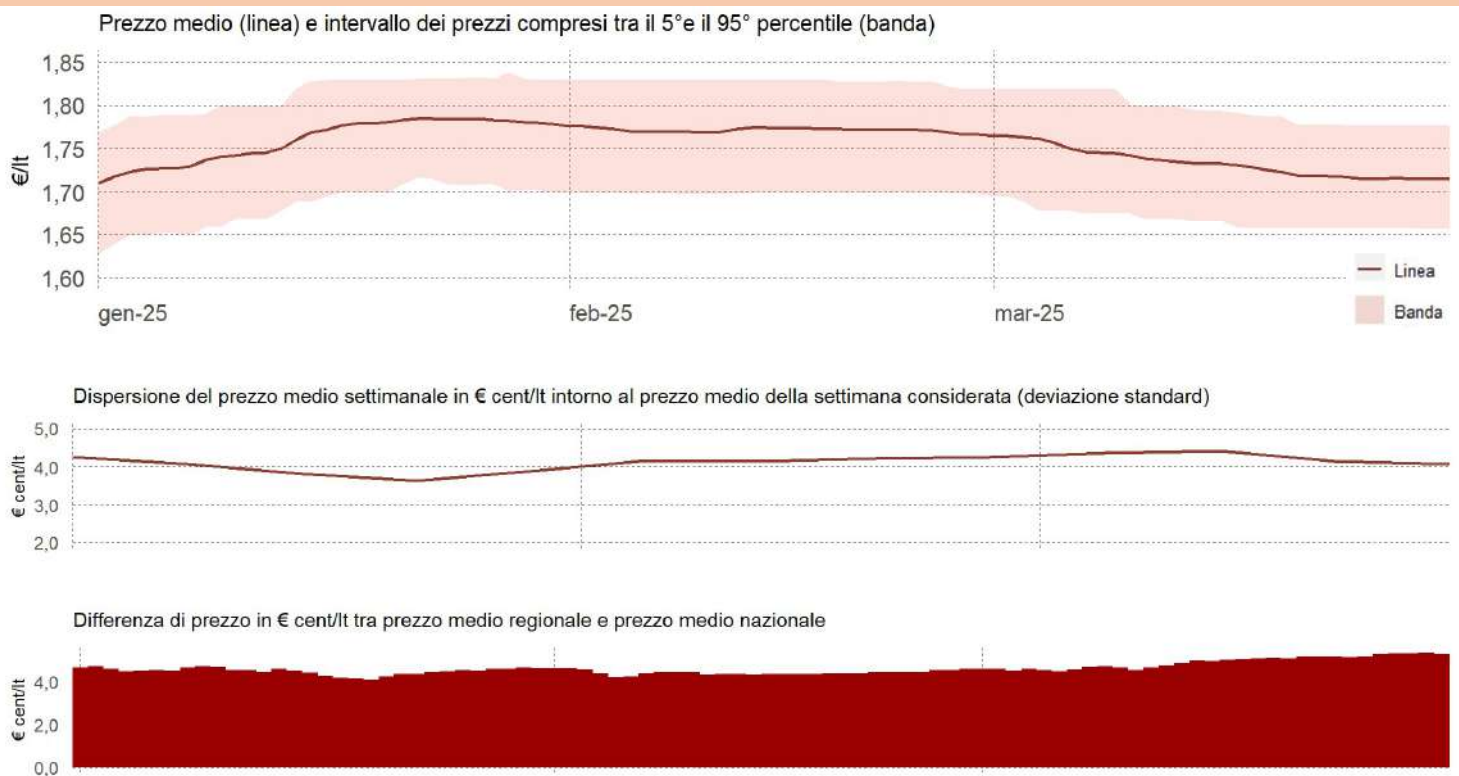 Prezzo medio (linea) e intervallo dei prezzi compresi tra il 5°e il 95° percentile (banda)
1,85
1,80
1,75
1,70
1,65
1,60
€/lt
gen-25
feb-25
mar-25
Linea
Banda
Dispersione del prezzo medio settimanale in € cent/lt intorno al prezzo medio della settimana considerata (deviazione standard)
5,0
4,0
3,0
2,0
€ cent/lt
Differenza di prezzo in € cent/lt tra prezzo medio regionale e prezzo medio nazionale
4,0
2,0
0,0
€ cent/lt